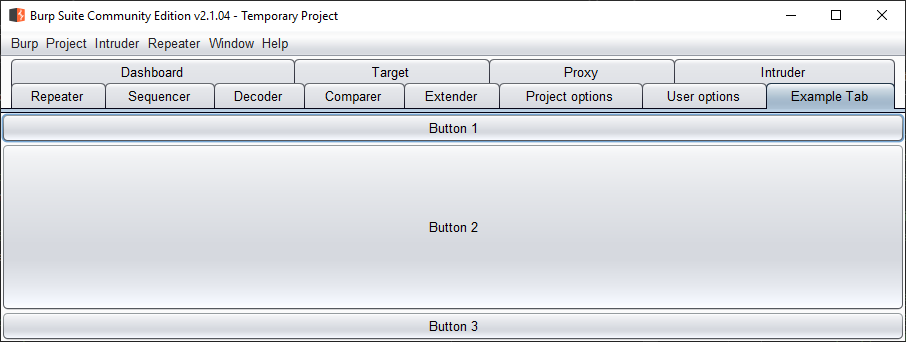 Burp Suite Community Edition v2.1.04 - Temporary Project
Burp Project Intruder Repeater Window Help
Dashboard Target Proxy Intruder
Repeater Sequencer Decoder Comparer Extender Project options User options Example Tab
Button 1
Button 2
Button 3